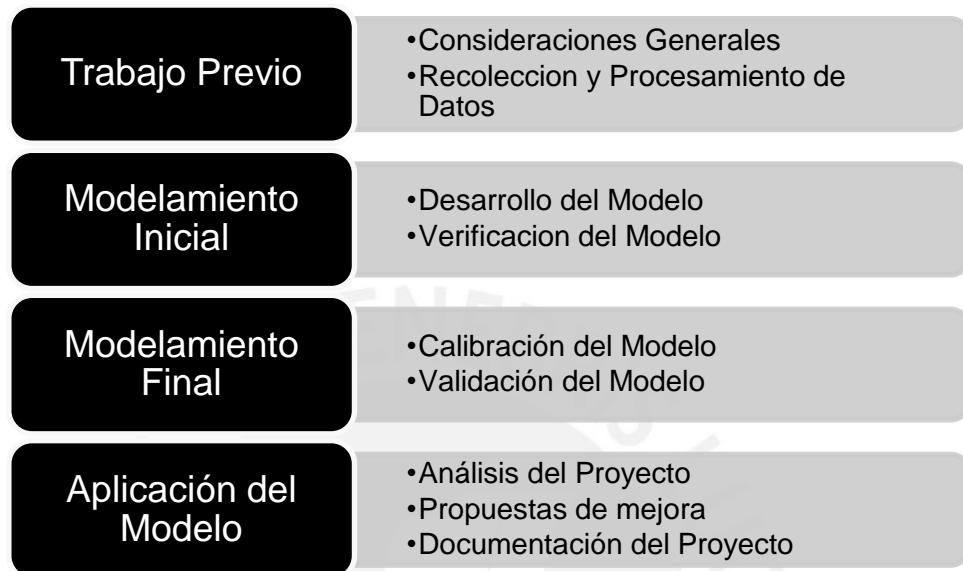 Trabajo Previo
•Consideraciones Generales
•Recoleccion y Procesamiento de
Datos
Modelamiento
Inicial
•Desarrollo del Modelo
•Verificacion del Modelo
Modelamiento
Final
•Calibración del Modelo
•Validación del Modelo
Aplicación del
Modelo
•Análisis del Proyecto
•Propuestas de mejora
•Documentación del Proyecto